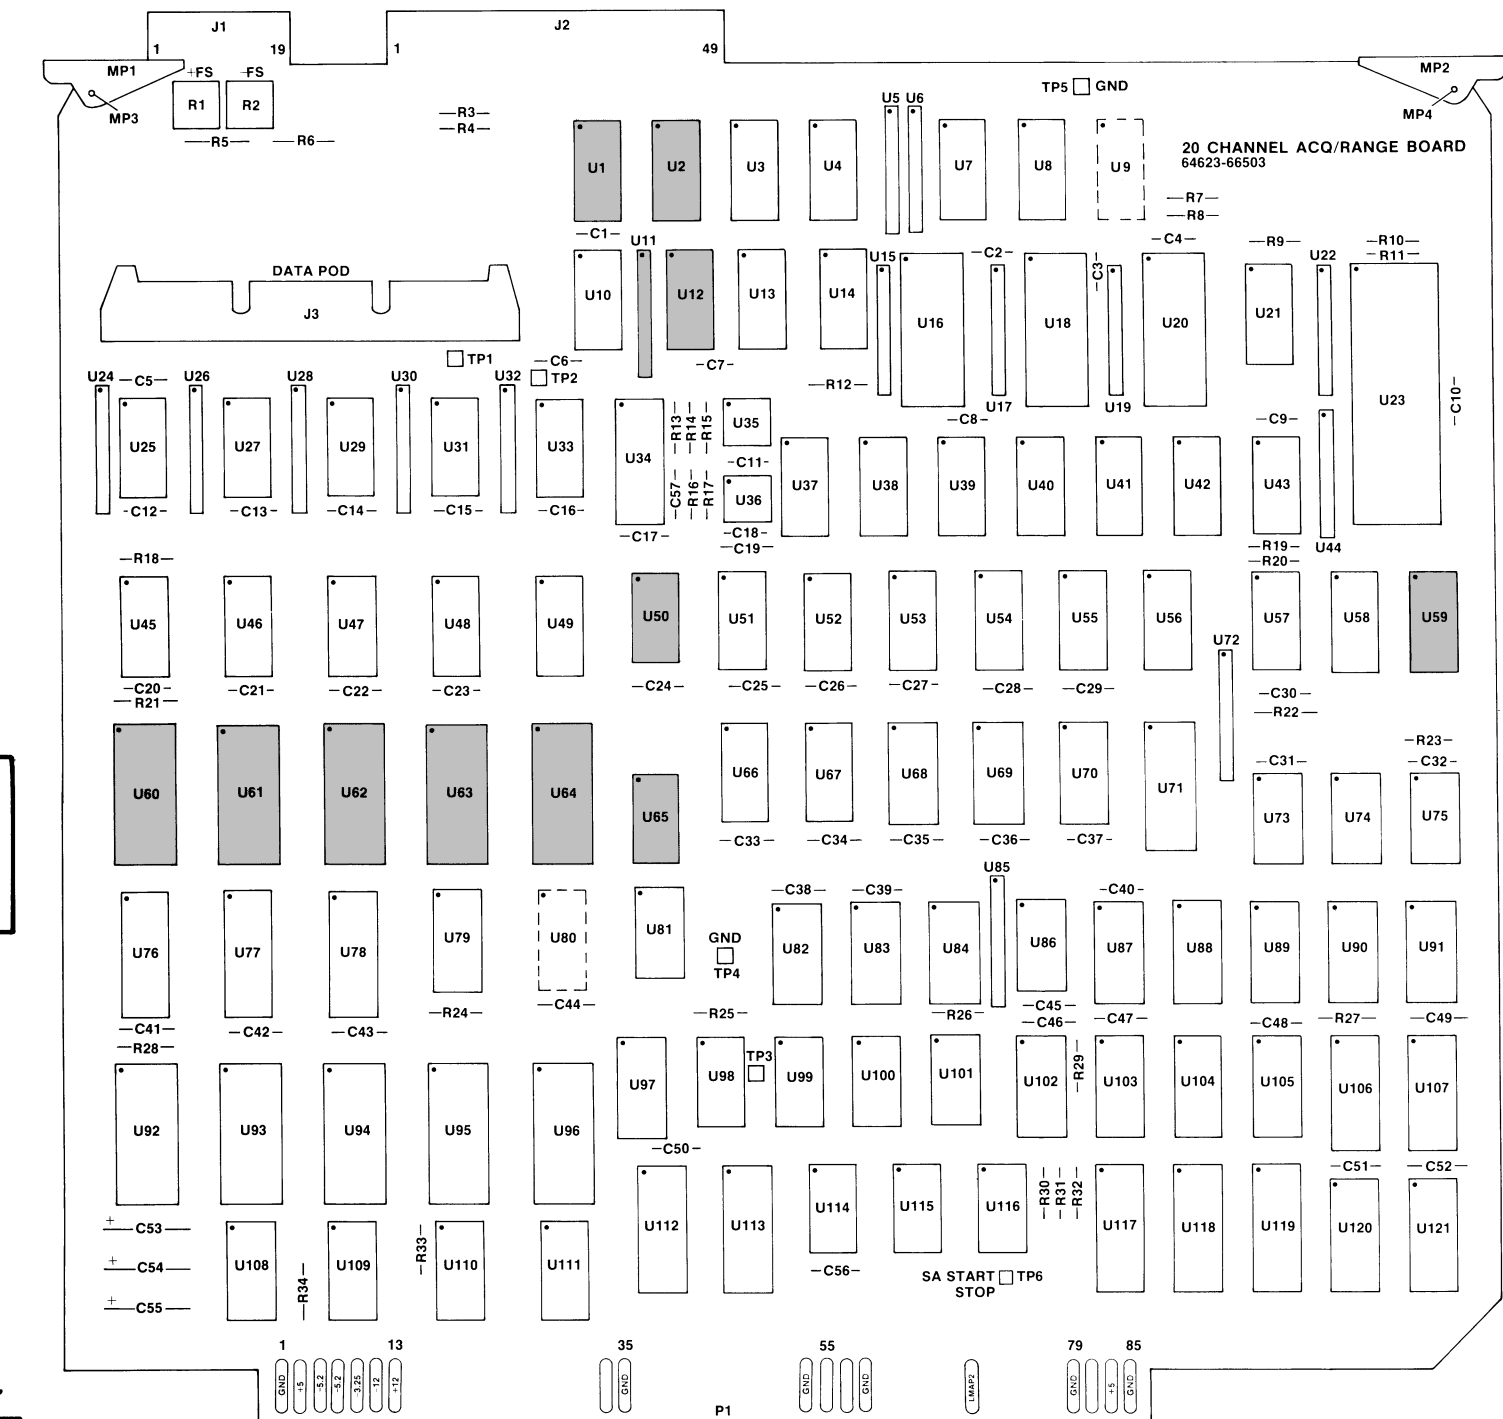 J1
J2
1
19
1
49
MP1
+FS
-FS
R1
R2
MP3
R5
R6
R3
R4
TP5
GND
MP2
MP4
U1
U2
U3
U4
U5
U6
U7
U8
U9
20 CHANNEL ACQ/RANGE BOARD
64623-66503
R7
R8
C1
U11
C2
C3
C4
R9
R10
R11
U15
U22
DATA POD
J3
U10
U12
U13
U14
U16
U18
U20
U21
U23
TP1
C6
TP2
C7
R12
U17
U19
C8
C9
C10
U24
C5
U26
U28
U30
U32
U25
U27
U29
U31
U33
U34
R13
R14
R15
U35
C11
C57
R16
R17
U36
U37
U38
U39
U40
U41
U42
U43
U44
C12
C13
C14
C15
C16
C17
C18
C19
R19
R20
R18
U45
U46
U47
U48
U49
U50
U51
U52
U53
U54
U55
U56
U57
U58
U59
U72
C20
R21
C21
C22
C23
C24
C25
C26
C27
C28
C29
C30
R22
R23
C31
C32
U60
U61
U62
U63
U64
U65
U66
U67
U68
U69
U70
U71
U73
U74
U75
C33
C34
C35
C36
C37
U85
C38
C39
C40
U76
U77
U78
U79
U80
U81
GND
TP4
U82
U83
U84
U86
U87
U88
U89
U90
U91
C41
R28
C42
C43
R24
C44
R25
R26
C45
C46
C47
C48
R27
C49
U92
U93
U94
U95
U96
U97
U98
TP3
U99
U100
U101
U102
R29
U103
U104
U105
U106
U107
C50
C51
C52
C53
C54
C55
+
+
+
U108
R34
U109
R33
U110
U111
U112
U113
U114
U115
U116
R30
R31
R32
U117
U118
U119
U120
U121
C56
SA START
STOP
TP6
1
13
35
55
79
85
GND
+5
-5.2
-5.2
-3.25
-12
+12
GND
GND
GND
LMAP2
GND
+5
GND
P1